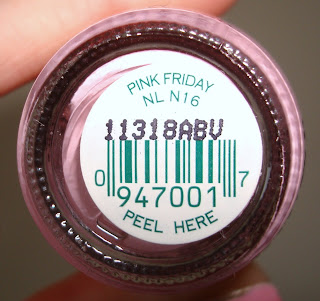 PINK FRIDAY
NL N16
11318ABV
0 947001 7
PEEL HERE